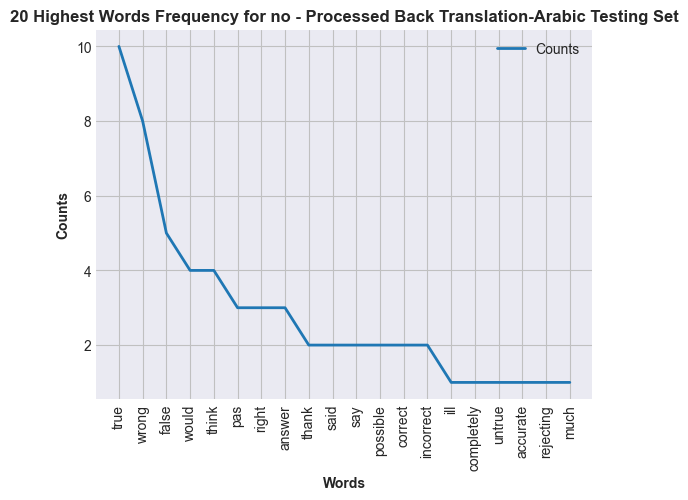 20 Highest Words Frequency for no - Processed Back Translation-Arabic Testing Set
Counts
10
8
6
4
2
Counts
true
wrong
false
would
think
pas
right
answer
thank
said
say
possible
correct
incorrect
ill
completely
untrue
accurate
rejecting
much
Words